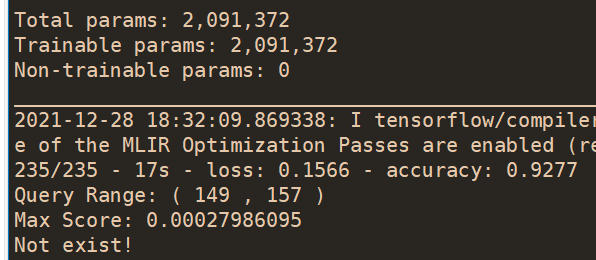 Total params: 2,091,372
Trainable params: 2,091,372
Non-trainable params: 0
2021-12-28 18:32:09.869338: I tensorflow/compiler
e of the MLIR Optimization Passes are enabled (re
235/235 - 17s - loss: 0.1566 - accuracy: 0.9277
Query Range: ( 149 , 157 )
Max Score: 0.00027986095
Not exist!